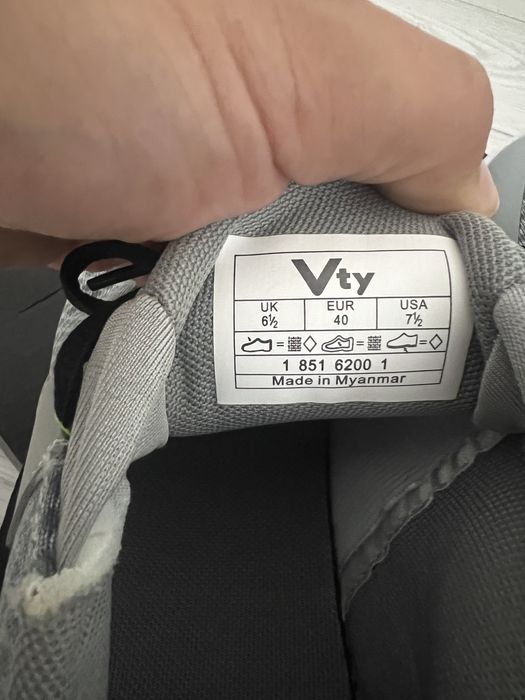 Vty
UK EUR USA
6½ 40 7½
1 851 6200 1
Made in Myanmar